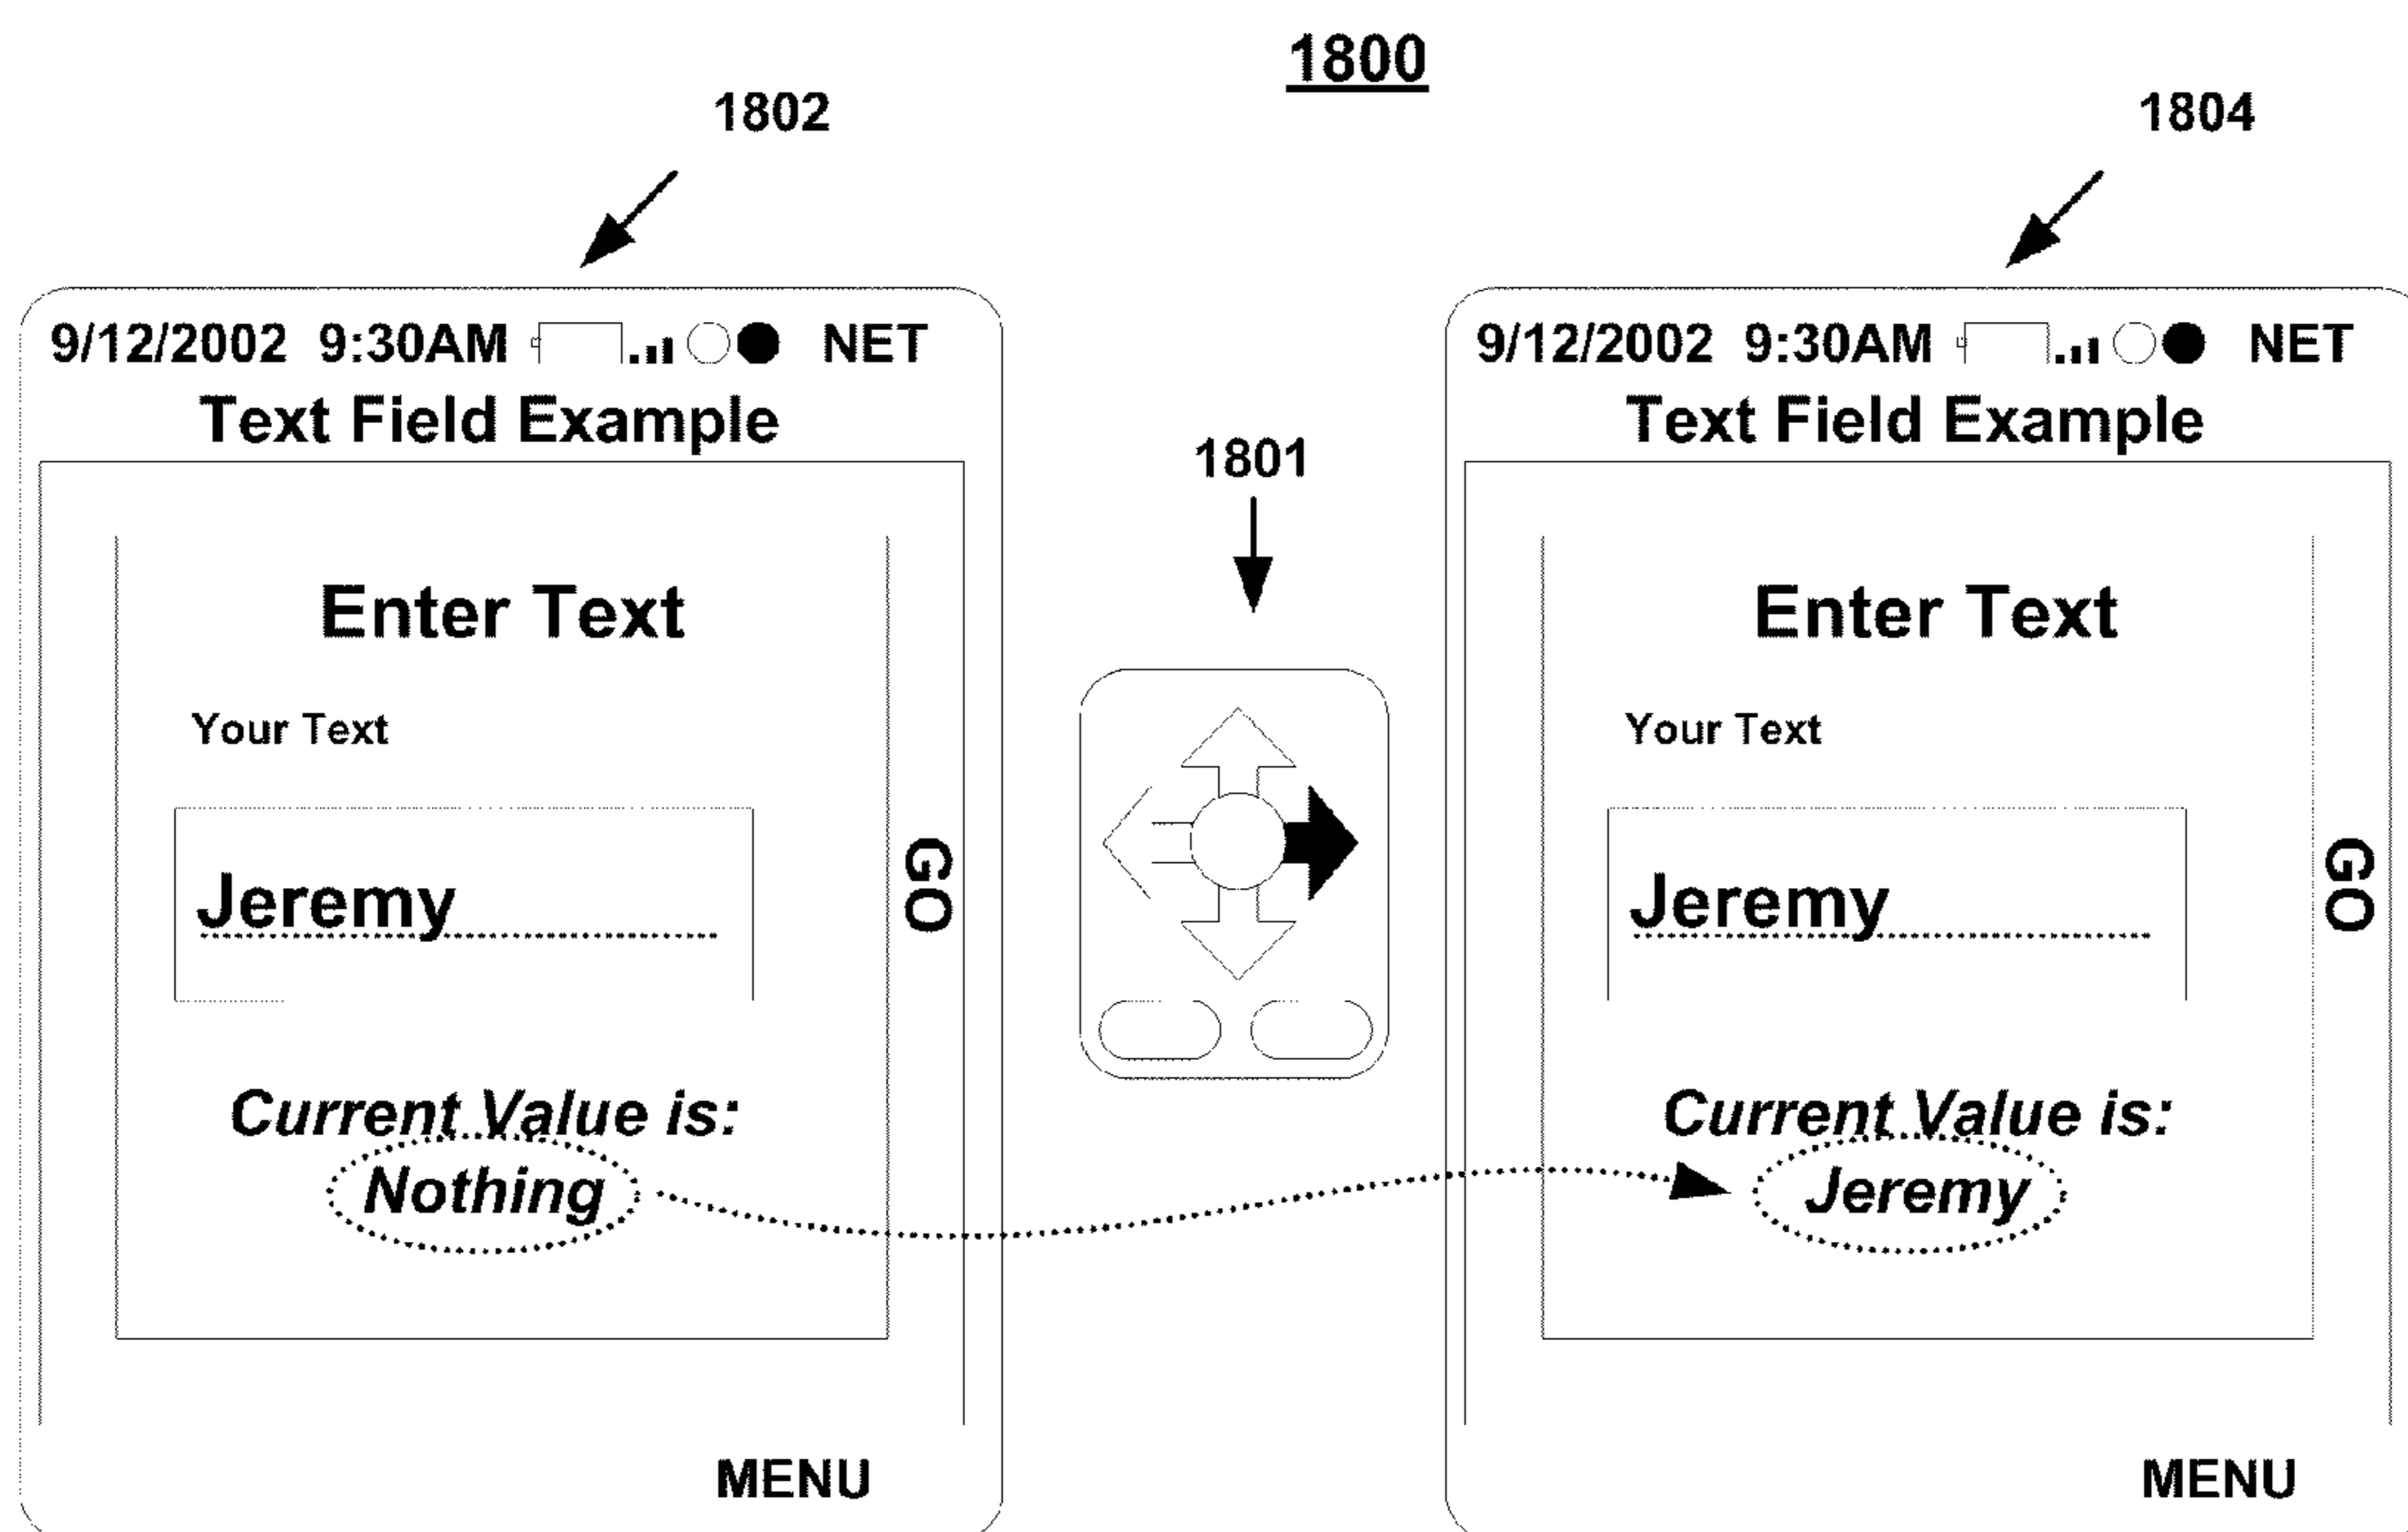 1800
1802
1804
9/12/2002 9:30AM NET
Text Field Example
Enter Text
Your Text
Jeremy
GO
Current Value is:
Nothing
MENU
1801
9/12/2002 9:30AM NET
Text Field Example
Enter Text
Your Text
Jeremy
GO
Current Value is:
Jeremy
MENU